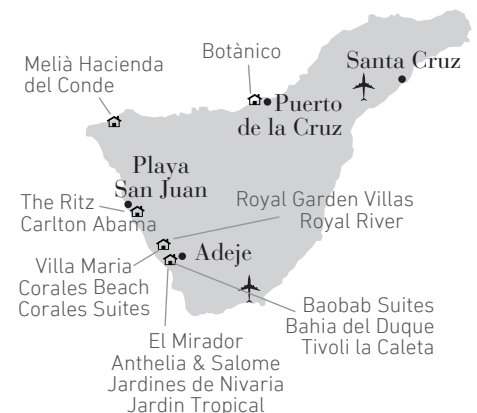 Botànico
Santa Cruz
Melià Hacienda
del Conde
Puerto
de la Cruz
Playa
San Juan
The Ritz
Carlton Abama
Royal Garden Villas
Royal River
Adeje
Villa Maria
Corales Beach
Corales Suites
Baobab Suites
Bahia del Duque
Tivoli la Caleta
El Mirador
Anthelia & Salome
Jardines de Nivaria
Jardin Tropical